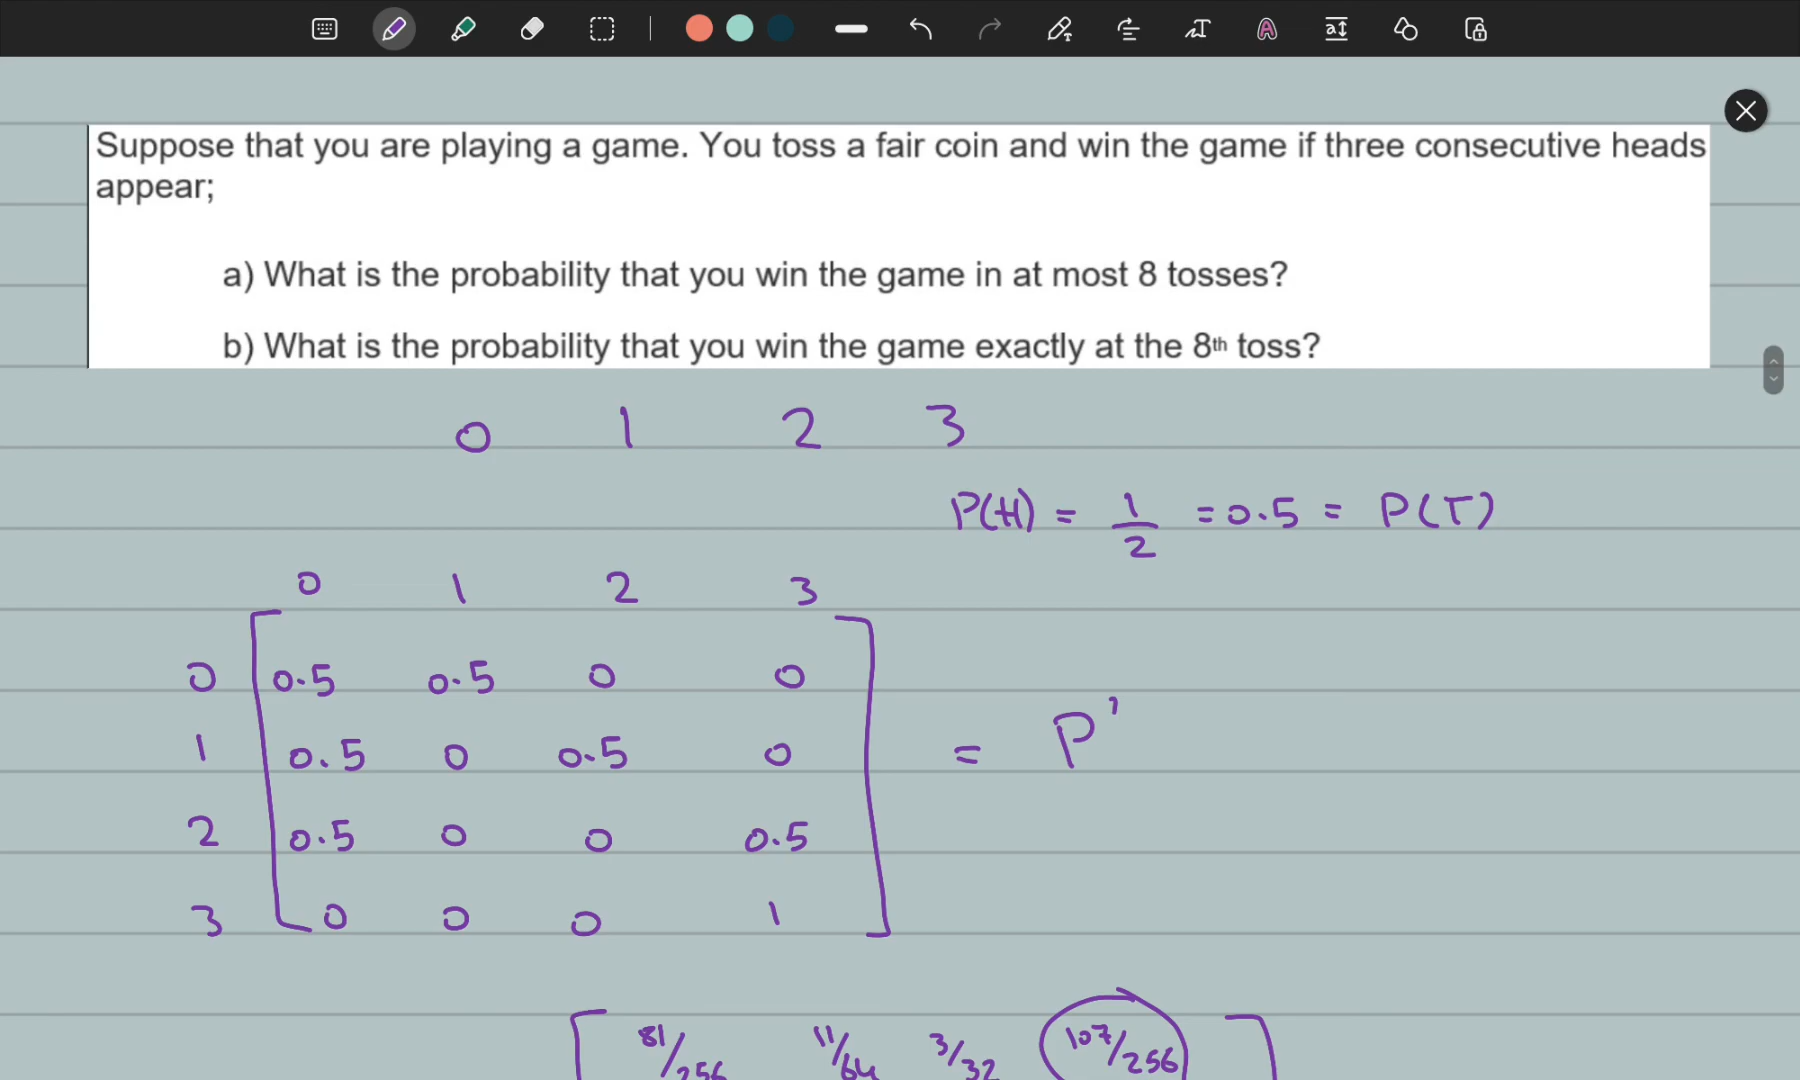 Suppose that you are playing a game. You toss a fair coin and win the game if three consecutive heads
appear;
a) What is the probability that you win the game in at most 8 tosses?
b) What is the probability that you win the game exactly at the 8th toss?
0 1 2 3
P(H) = 1/2 = 0.5 = P(T)
0 1 2 3
0 0.5 0.5 0 0
1 0.5 0 0.5 0 = P'
2 0.5 0 0 0.5
3 0 0 0 1
81/256 11/64 3/32 107/256